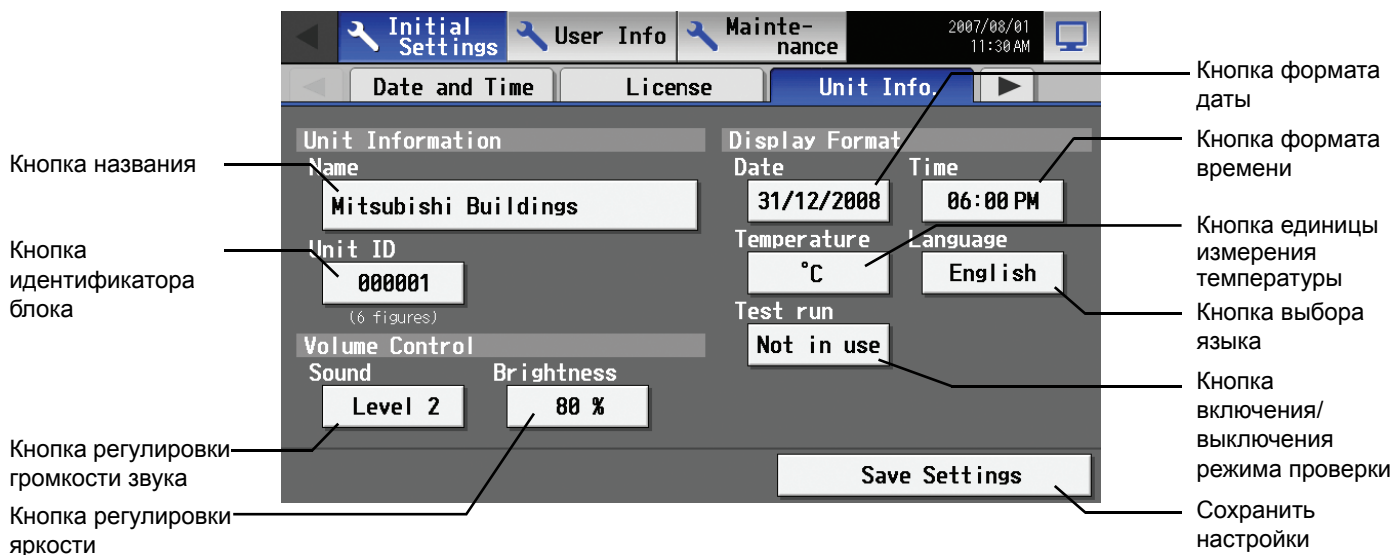 Initial
Settings
User Info
Mainte-
nance
2007/08/01
11:30 AM
Date and Time
License
Unit Info.
Unit Information
Name
Mitsubishi Buildings
Unit ID
000001
(6 figures)
Volume Control
Sound
Brightness
Level 2
80 %
Display Format
Date
Time
31/12/2008
06:00 PM
Temperature
Language
°C
English
Test run
Not in use
Save Settings
Кнопка названия
Кнопка
идентификатора
блока
Кнопка регулировки
громкости звука
Кнопка регулировки
яркости
Кнопка формата
даты
Кнопка формата
времени
Кнопка единицы
измерения
температуры
Кнопка выбора
языка
Кнопка
включения/
выключения
режима проверки
Сохранить
настройки